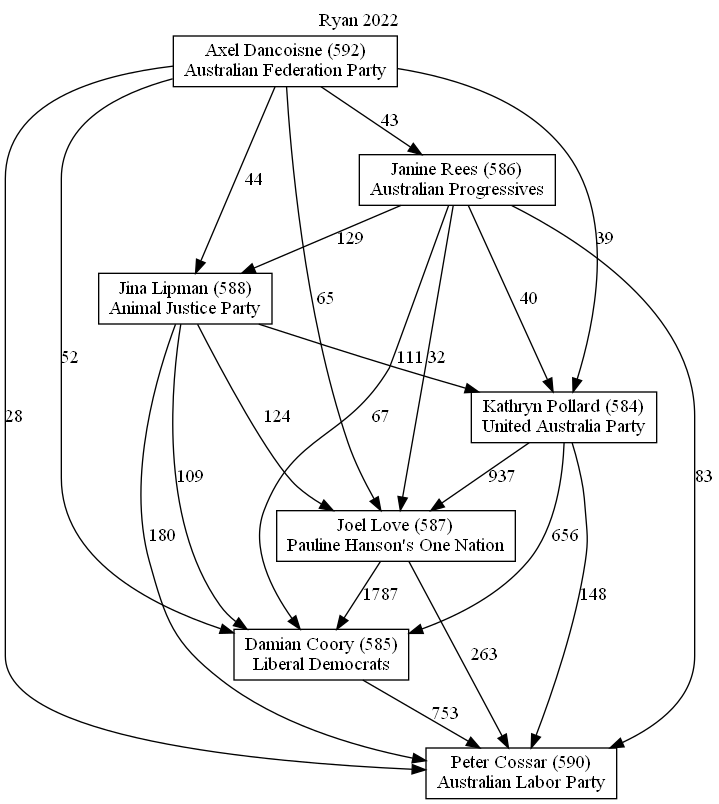 Ryan 2022
Axel Dancoisne (592)
Australian Federation Party
43
Janine Rees (586)
Australian Progressives
44
129
39
Jina Lipman (588)
Animal Justice Party
65
40
52
111
32
28
124
67
Kathryn Pollard (584)
United Australia Party
109
937
83
Joel Love (587)
Pauline Hanson's One Nation
180
656
1787
148
Damian Coory (585)
Liberal Democrats
263
753
Peter Cossar (590)
Australian Labor Party